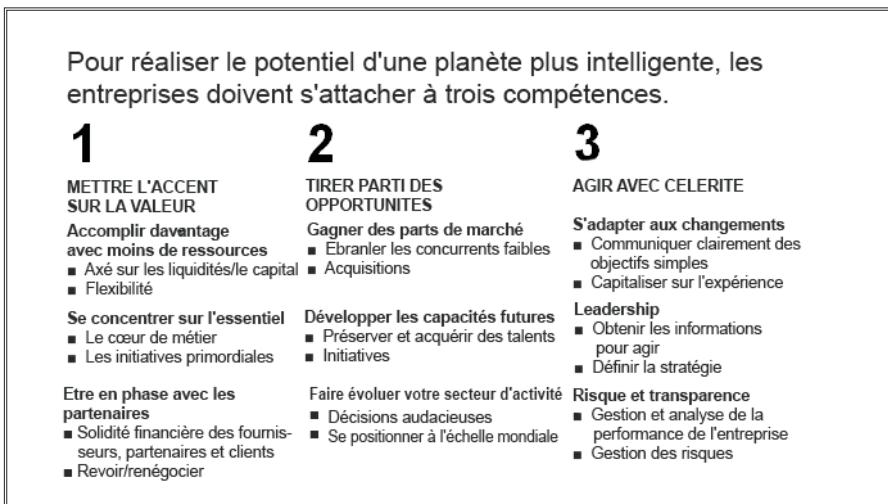 Pour réaliser le potentiel d'une planète plus intelligente, les
entreprises doivent s'attacher à trois compétences.
1
METTRE L'ACCENT
SUR LA VALEUR
Accomplir davantage
avec moins de ressources
■ Axé sur les liquidités/le capital
■ Flexibilité
Se concentrer sur l'essentiel
■ Le cœur de métier
■ Les initiatives primordiales
Etre en phase avec les
partenaires
■ Solidité financière des fournis-
seurs, partenaires et clients
■ Revoir/renégocier
2
TIRER PARTI DES
OPPORTUNITES
Gagner des parts de marché
■ Ebranler les concurrents faibles
■ Acquisitions
Développer les capacités futures
■ Préserver et acquérir des talents
■ Initiatives
Faire évoluer votre secteur d'activité
■ Décisions audacieuses
■ Se positionner à l'échelle mondiale
3
AGIR AVEC CELERITE
S'adapter aux changements
■ Communiquer clairement des
objectifs simples
■ Capitaliser sur l'expérience
Leadership
■ Obtenir les informations
pour agir
■ Définir la stratégie
Risque et transparence
■ Gestion et analyse de la
performance de l'entreprise
■ Gestion des risques